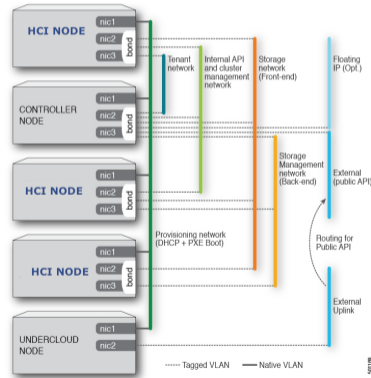 HCI NODE
nic1
nic2
nic3
bond
Tenant
network
Internal API
and cluster
management
network
Storage
network
(Front-end)
Floating
IP (Opt.)
CONTROLLER
NODE
nic1
nic2
nic3
bond
Storage
Management
network
(Back-end)
External
(public API)
HCI NODE
nic1
nic2
nic3
bond
Provisioning network
(DHCP + PXE Boot)
Routing for
Public API
HCI NODE
nic1
nic2
nic3
bond
External
Uplink
UNDERCLOUD
NODE
nic1
nic2
Tagged VLAN
Native VLAN